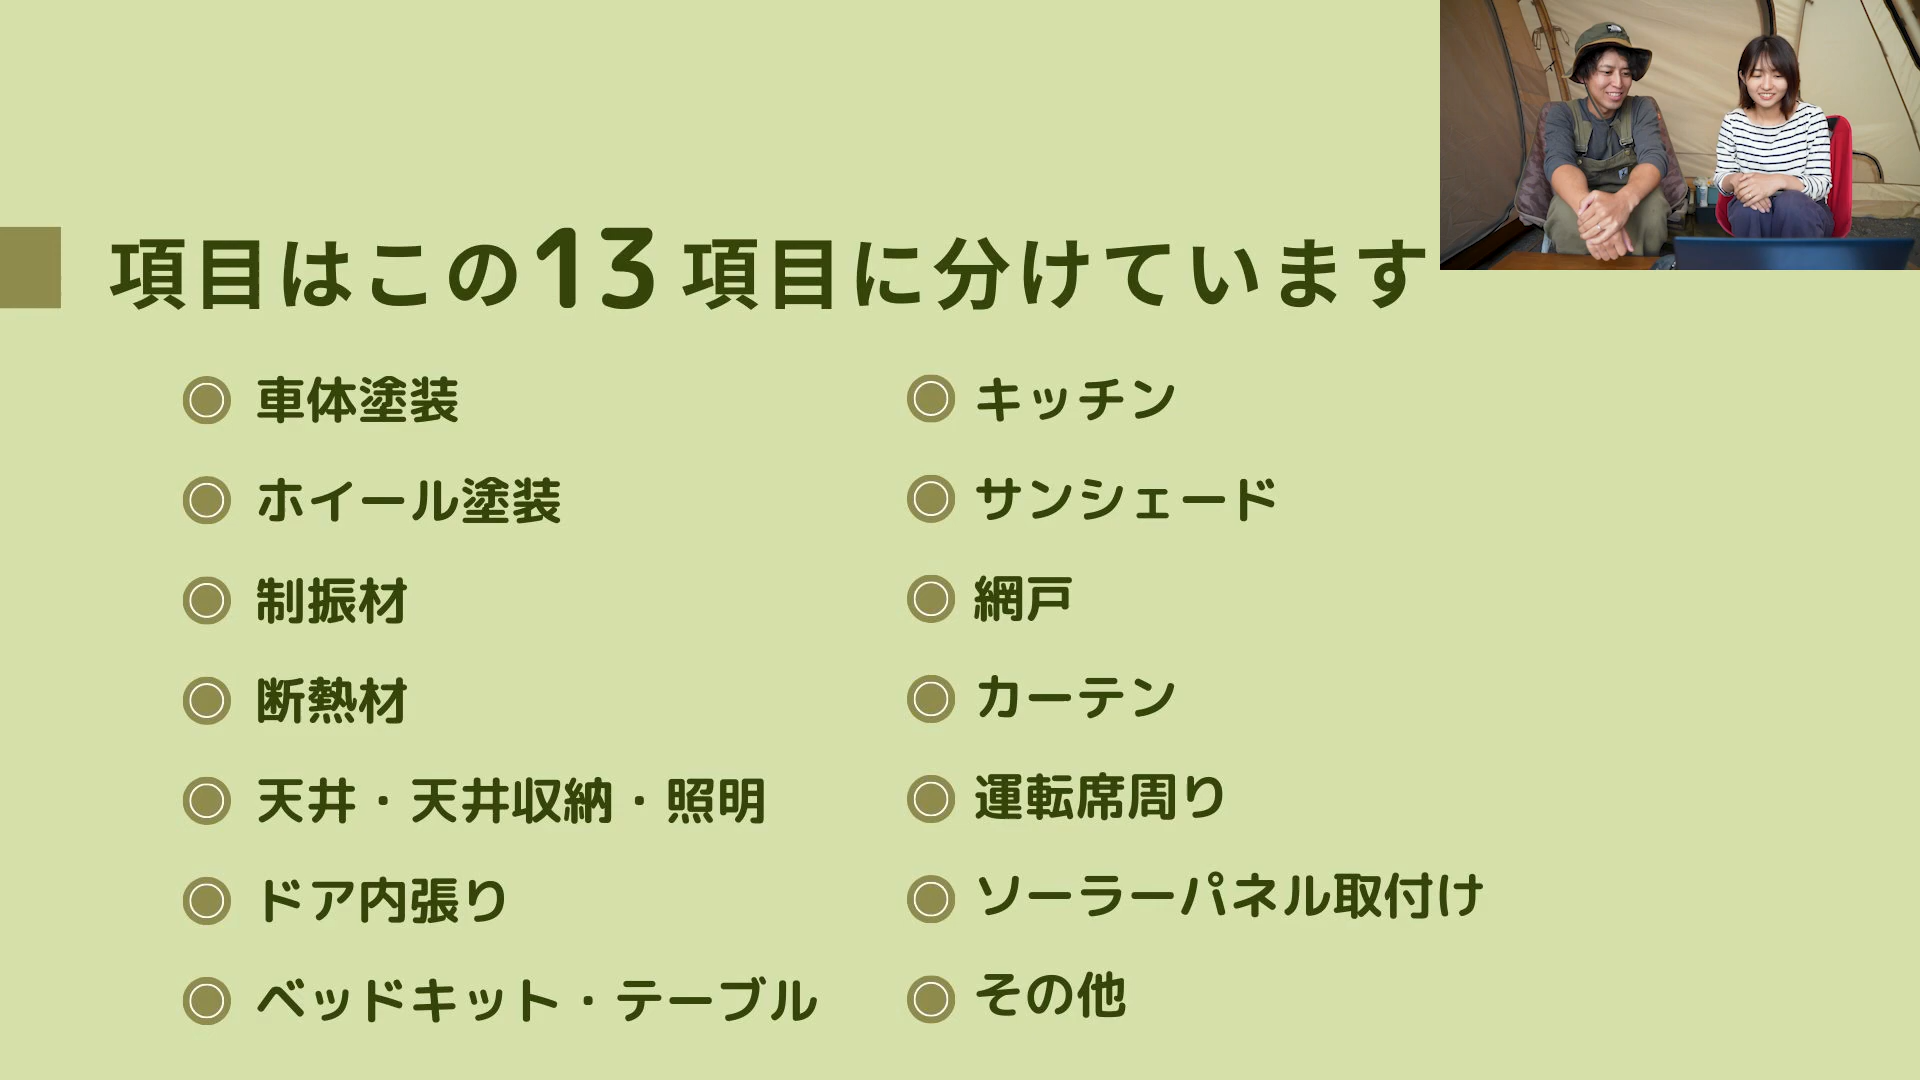 項目はこの13項目に分けています
車体塗装
ホイール塗装
制振材
断熱材
天井・天井収納・照明
ドア内張り
ベッドキット・テーブル
キッチン
サンシェード
網戸
カーテン
運転席周り
ソーラーパネル取付け
その他